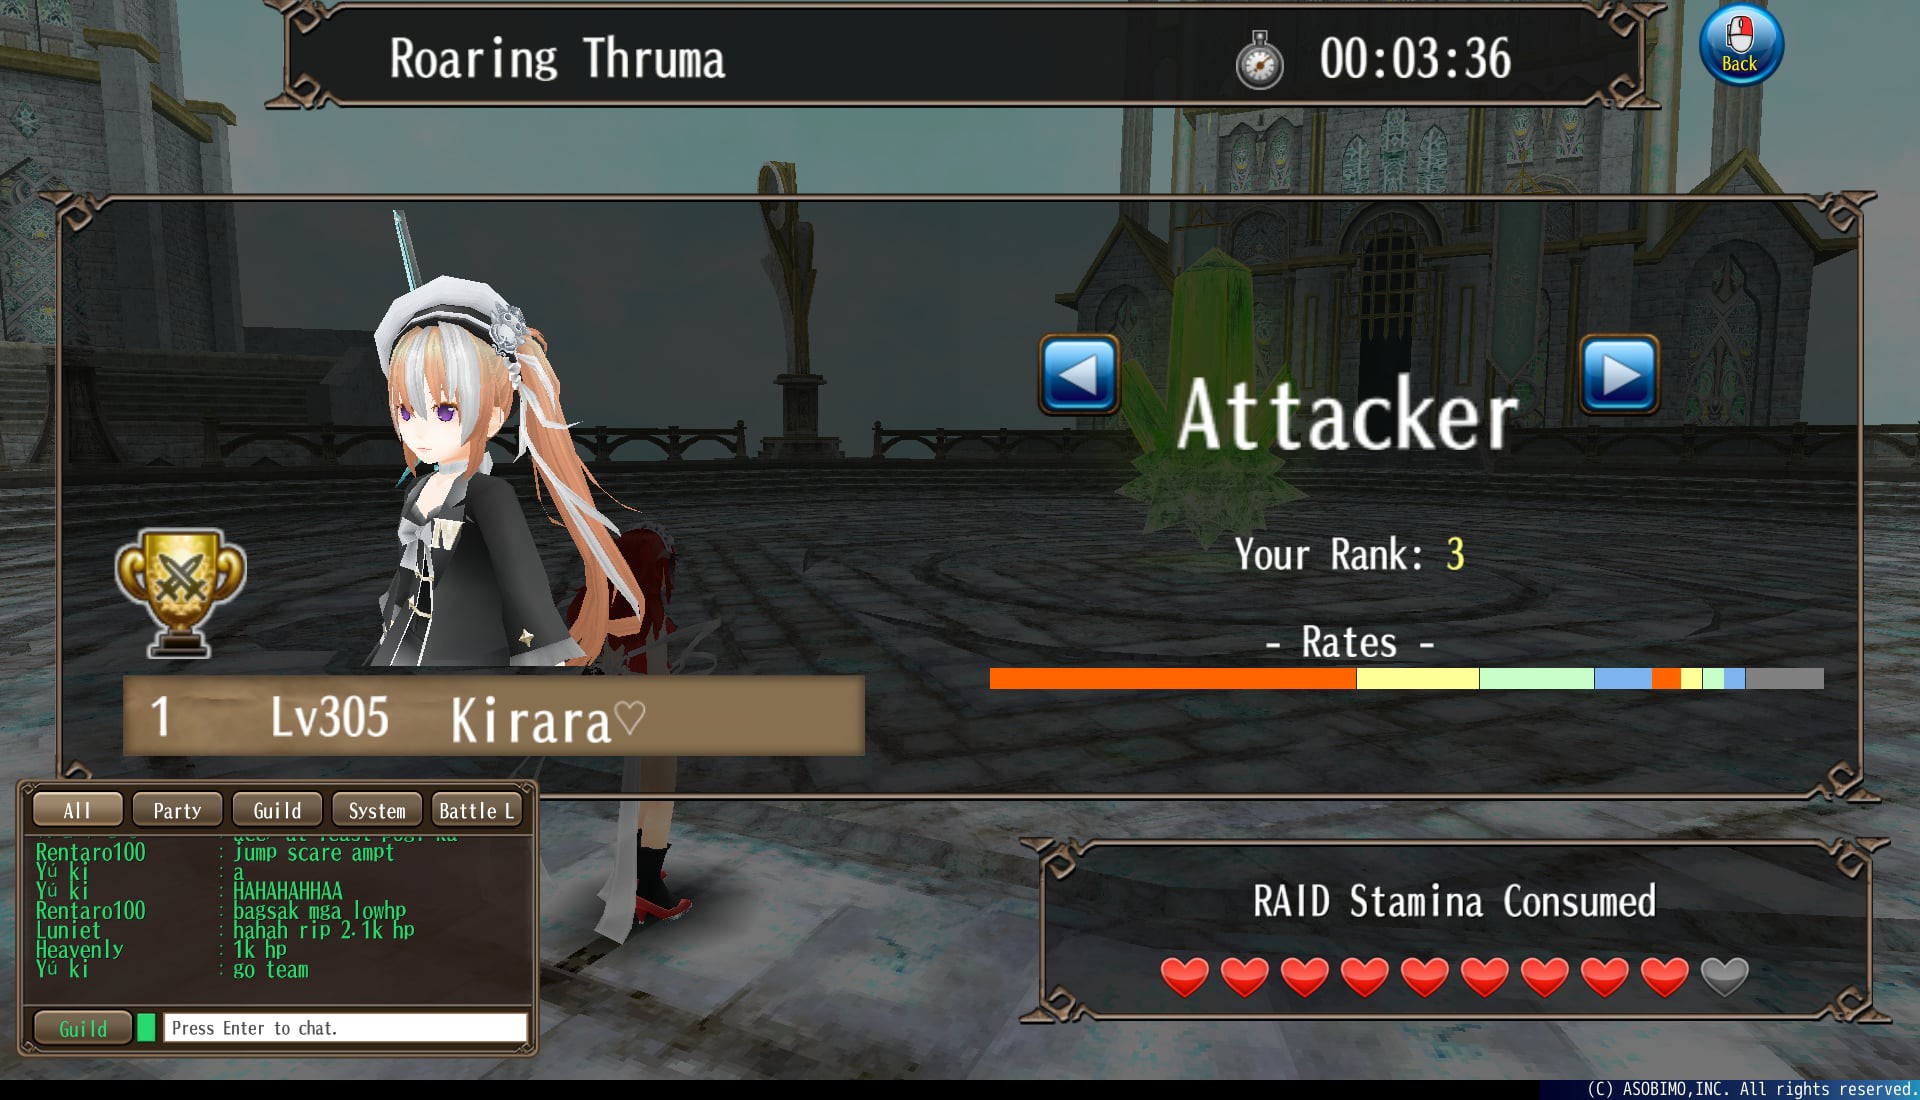 Roaring Thruma
00:03:36
Back
Attacker
Your Rank: 3
- Rates -
1 Lv305 Kirara♡
All Party Guild System Battle L
Rentaro100 : jump scare ampt
Yú ki : a
Yú ki : HAHAHAHHAA
Rentaro100 : bagsak mga lowhp
Luniet : hahah rip 2.1k hp
Heavenly : 1k hp
Yú ki : go team
Guild Press Enter to chat.
RAID Stamina Consumed
(C) ASOBIMO,INC. All rights reserved.